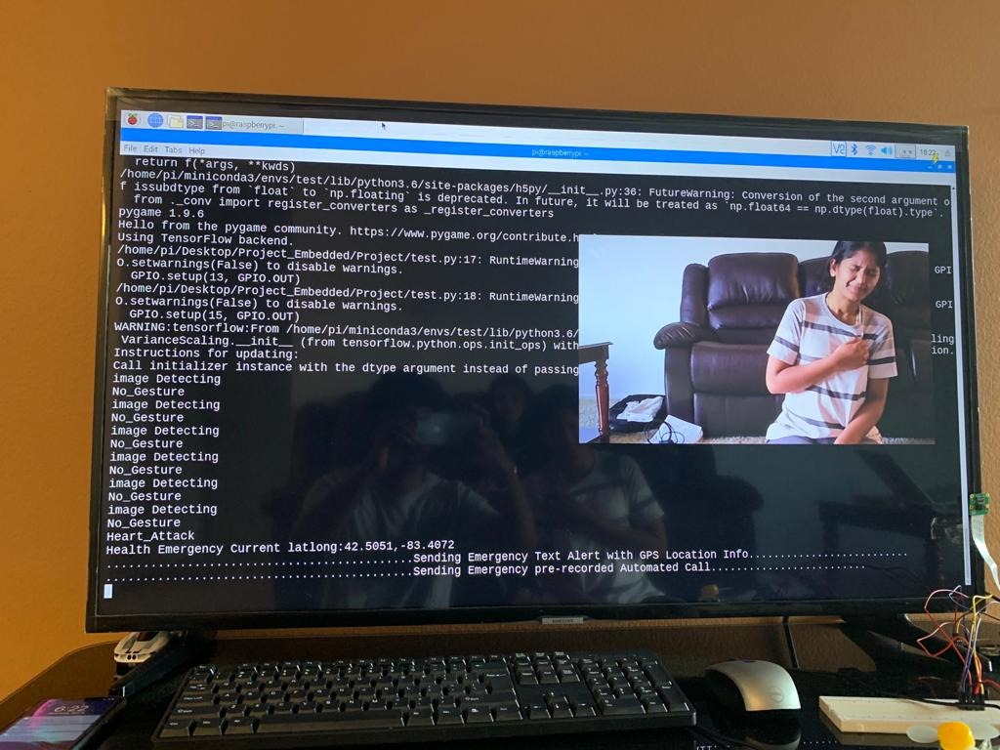 pi@raspberrypi: ~
File Edit Tabs Help
pi@raspberrypi: ~
18:22
return f(*args, **kwds)
/home/pi/miniconda3/envs/test/lib/python3.6/site-packages/h5py/__init__.py:36: FutureWarning: Conversion of the second argument o
f issubdtype from `float` to `np.floating` is deprecated. In future, it will be treated as `np.float64 == np.dtype(float).type`.
from ._conv import register_converters as _register_converters
pygame 1.9.6
Hello from the pygame community. https://www.pygame.org/contribute.h
Using TensorFlow backend.
/home/pi/Desktop/Project_Embedded/Project/test.py:17: RuntimeWarning GPI
O.setwarnings(False) to disable warnings.
GPIO.setup(13, GPIO.OUT)
/home/pi/Desktop/Project_Embedded/Project/test.py:18: RuntimeWarning GPI
O.setwarnings(False) to disable warnings.
GPIO.setup(15, GPIO.OUT)
WARNING:tensorflow:From /home/pi/miniconda3/envs/test/lib/python3.6/ ling
VarianceScaling.__init__ (from tensorflow.python.ops.init_ops) with ion.
Instructions for updating:
Call initializer instance with the dtype argument instead of passing
image Detecting
No_Gesture
image Detecting
No_Gesture
image Detecting
No_Gesture
image Detecting
No_Gesture
image Detecting
No_Gesture
image Detecting
No_Gesture
Heart_Attack
Health Emergency Current latlong:42.5051,-83.4072
..........................................Sending Emergency Text Alert with GPS Location Info...........................
..........................................Sending Emergency pre-recorded Automated Call.....................
SAMSUNG
6:22